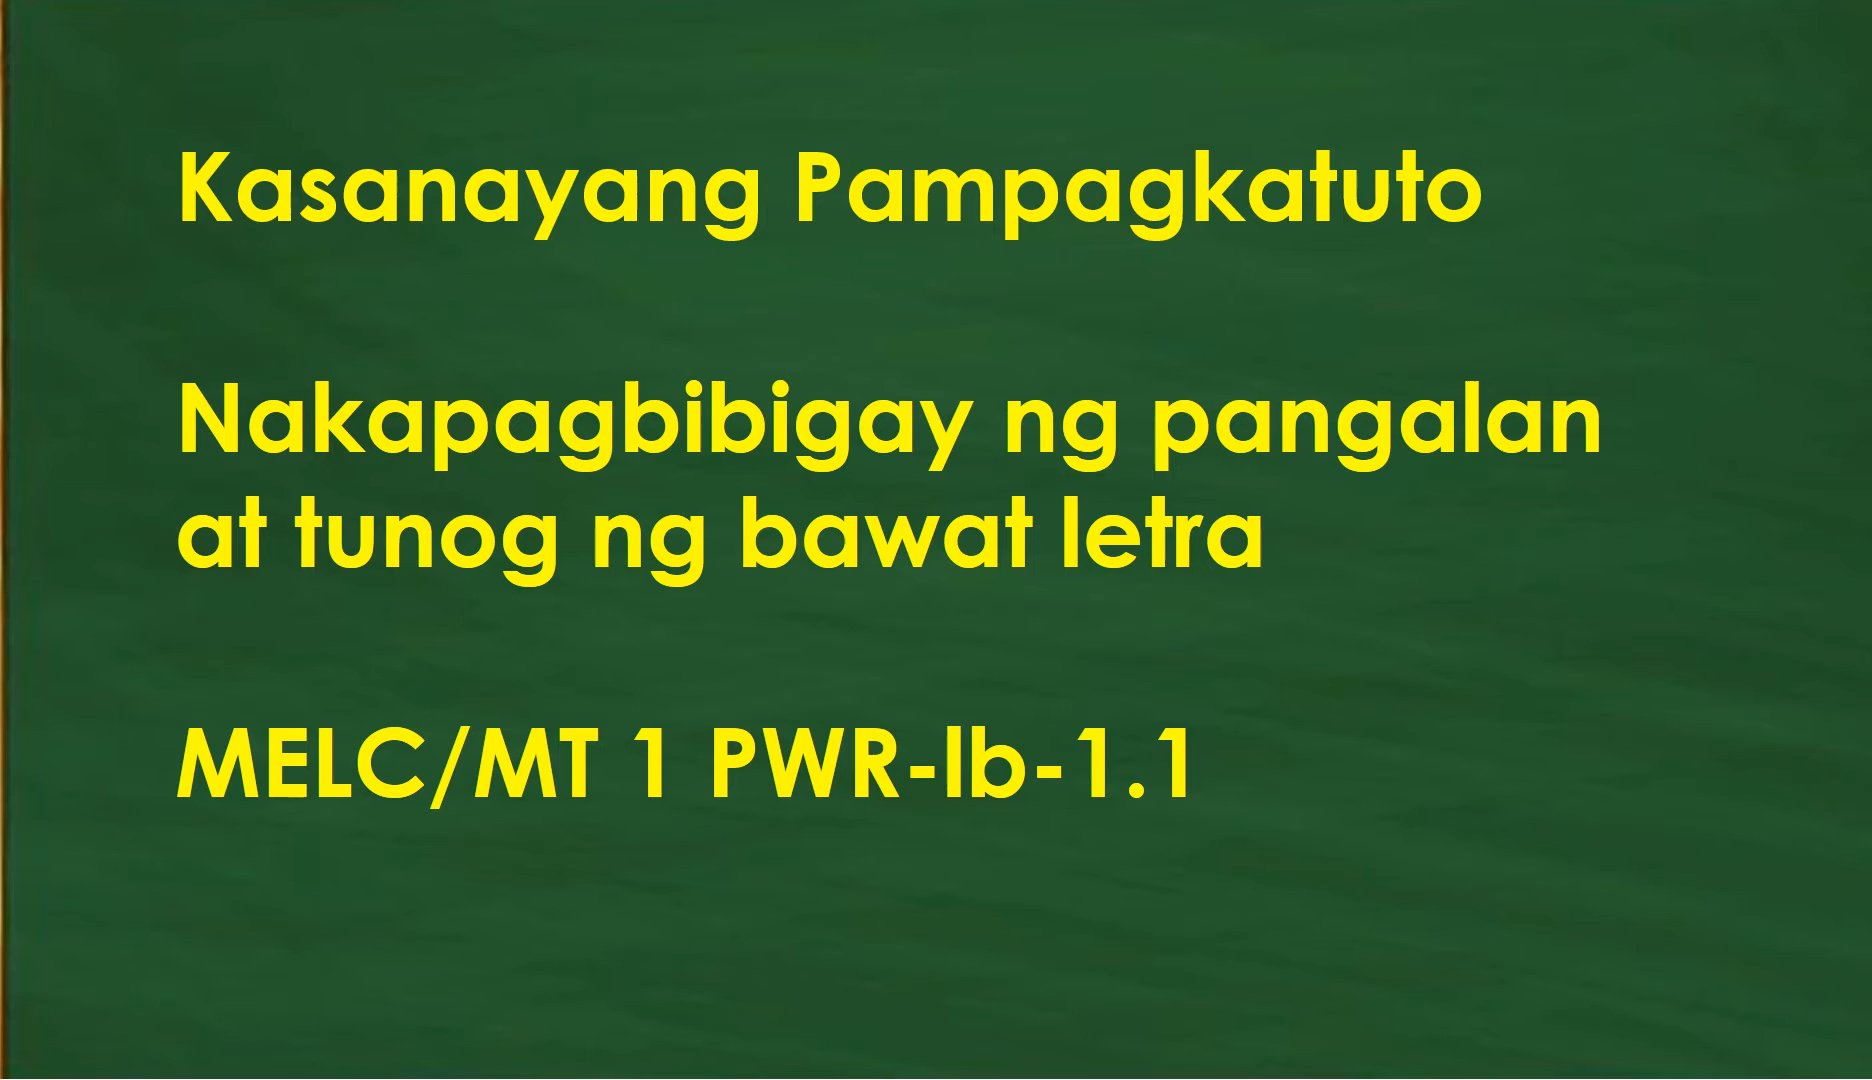 Kasanayang Pampagkatuto
Nakapagbibigay ng pangalan
at tunog ng bawat letra
MELC/MT 1 PWR-Ib-1.1